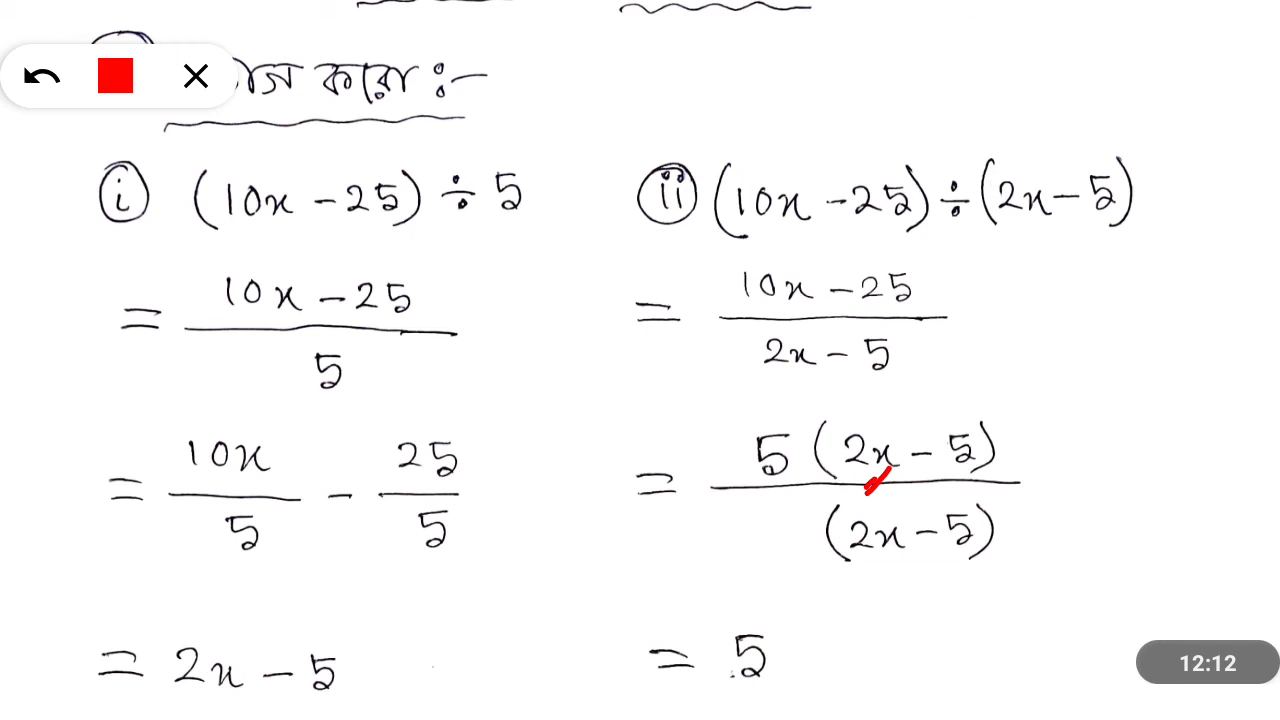 করো :-
(i) (10x - 25) ÷ 5
= 10x - 25 / 5
= 10x / 5 - 25 / 5
= 2x - 5
(ii) (10x - 25) ÷ (2x - 5)
= 10x - 25 / 2x - 5
= 5 (2x - 5) / (2x - 5)
= 5
12:12